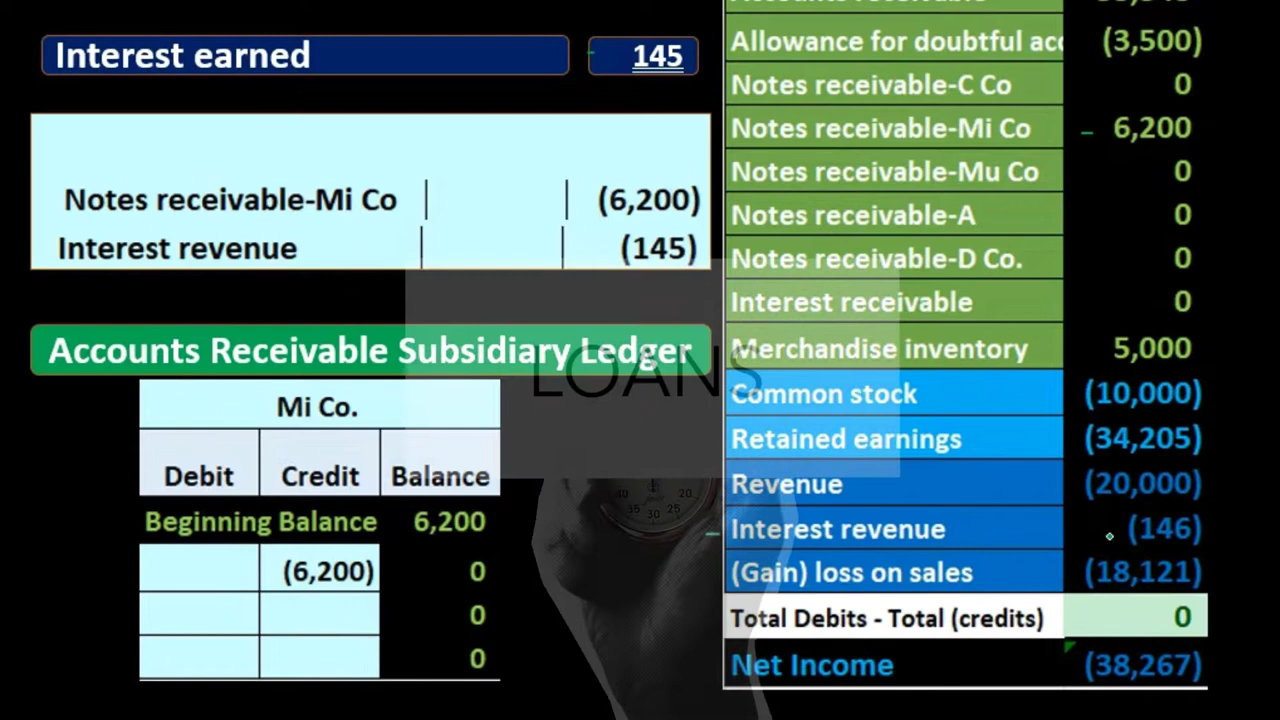 Interest earned 145
Notes receivable-Mi Co (6,200)
Interest revenue (145)
Accounts Receivable Subsidiary Ledger
Mi Co.
Debit Credit Balance
Beginning Balance 6,200
(6,200) 0
0
0
Allowance for doubtful acc (3,500)
Notes receivable-C Co 0
Notes receivable-Mi Co 6,200
Notes receivable-Mu Co 0
Notes receivable-A 0
Notes receivable-D Co. 0
Interest receivable 0
Merchandise inventory 5,000
Common stock (10,000)
Retained earnings (34,205)
Revenue (20,000)
Interest revenue (146)
(Gain) loss on sales (18,121)
Total Debits - Total (credits) 0
Net Income (38,267)
LOANS
20
25
30
35